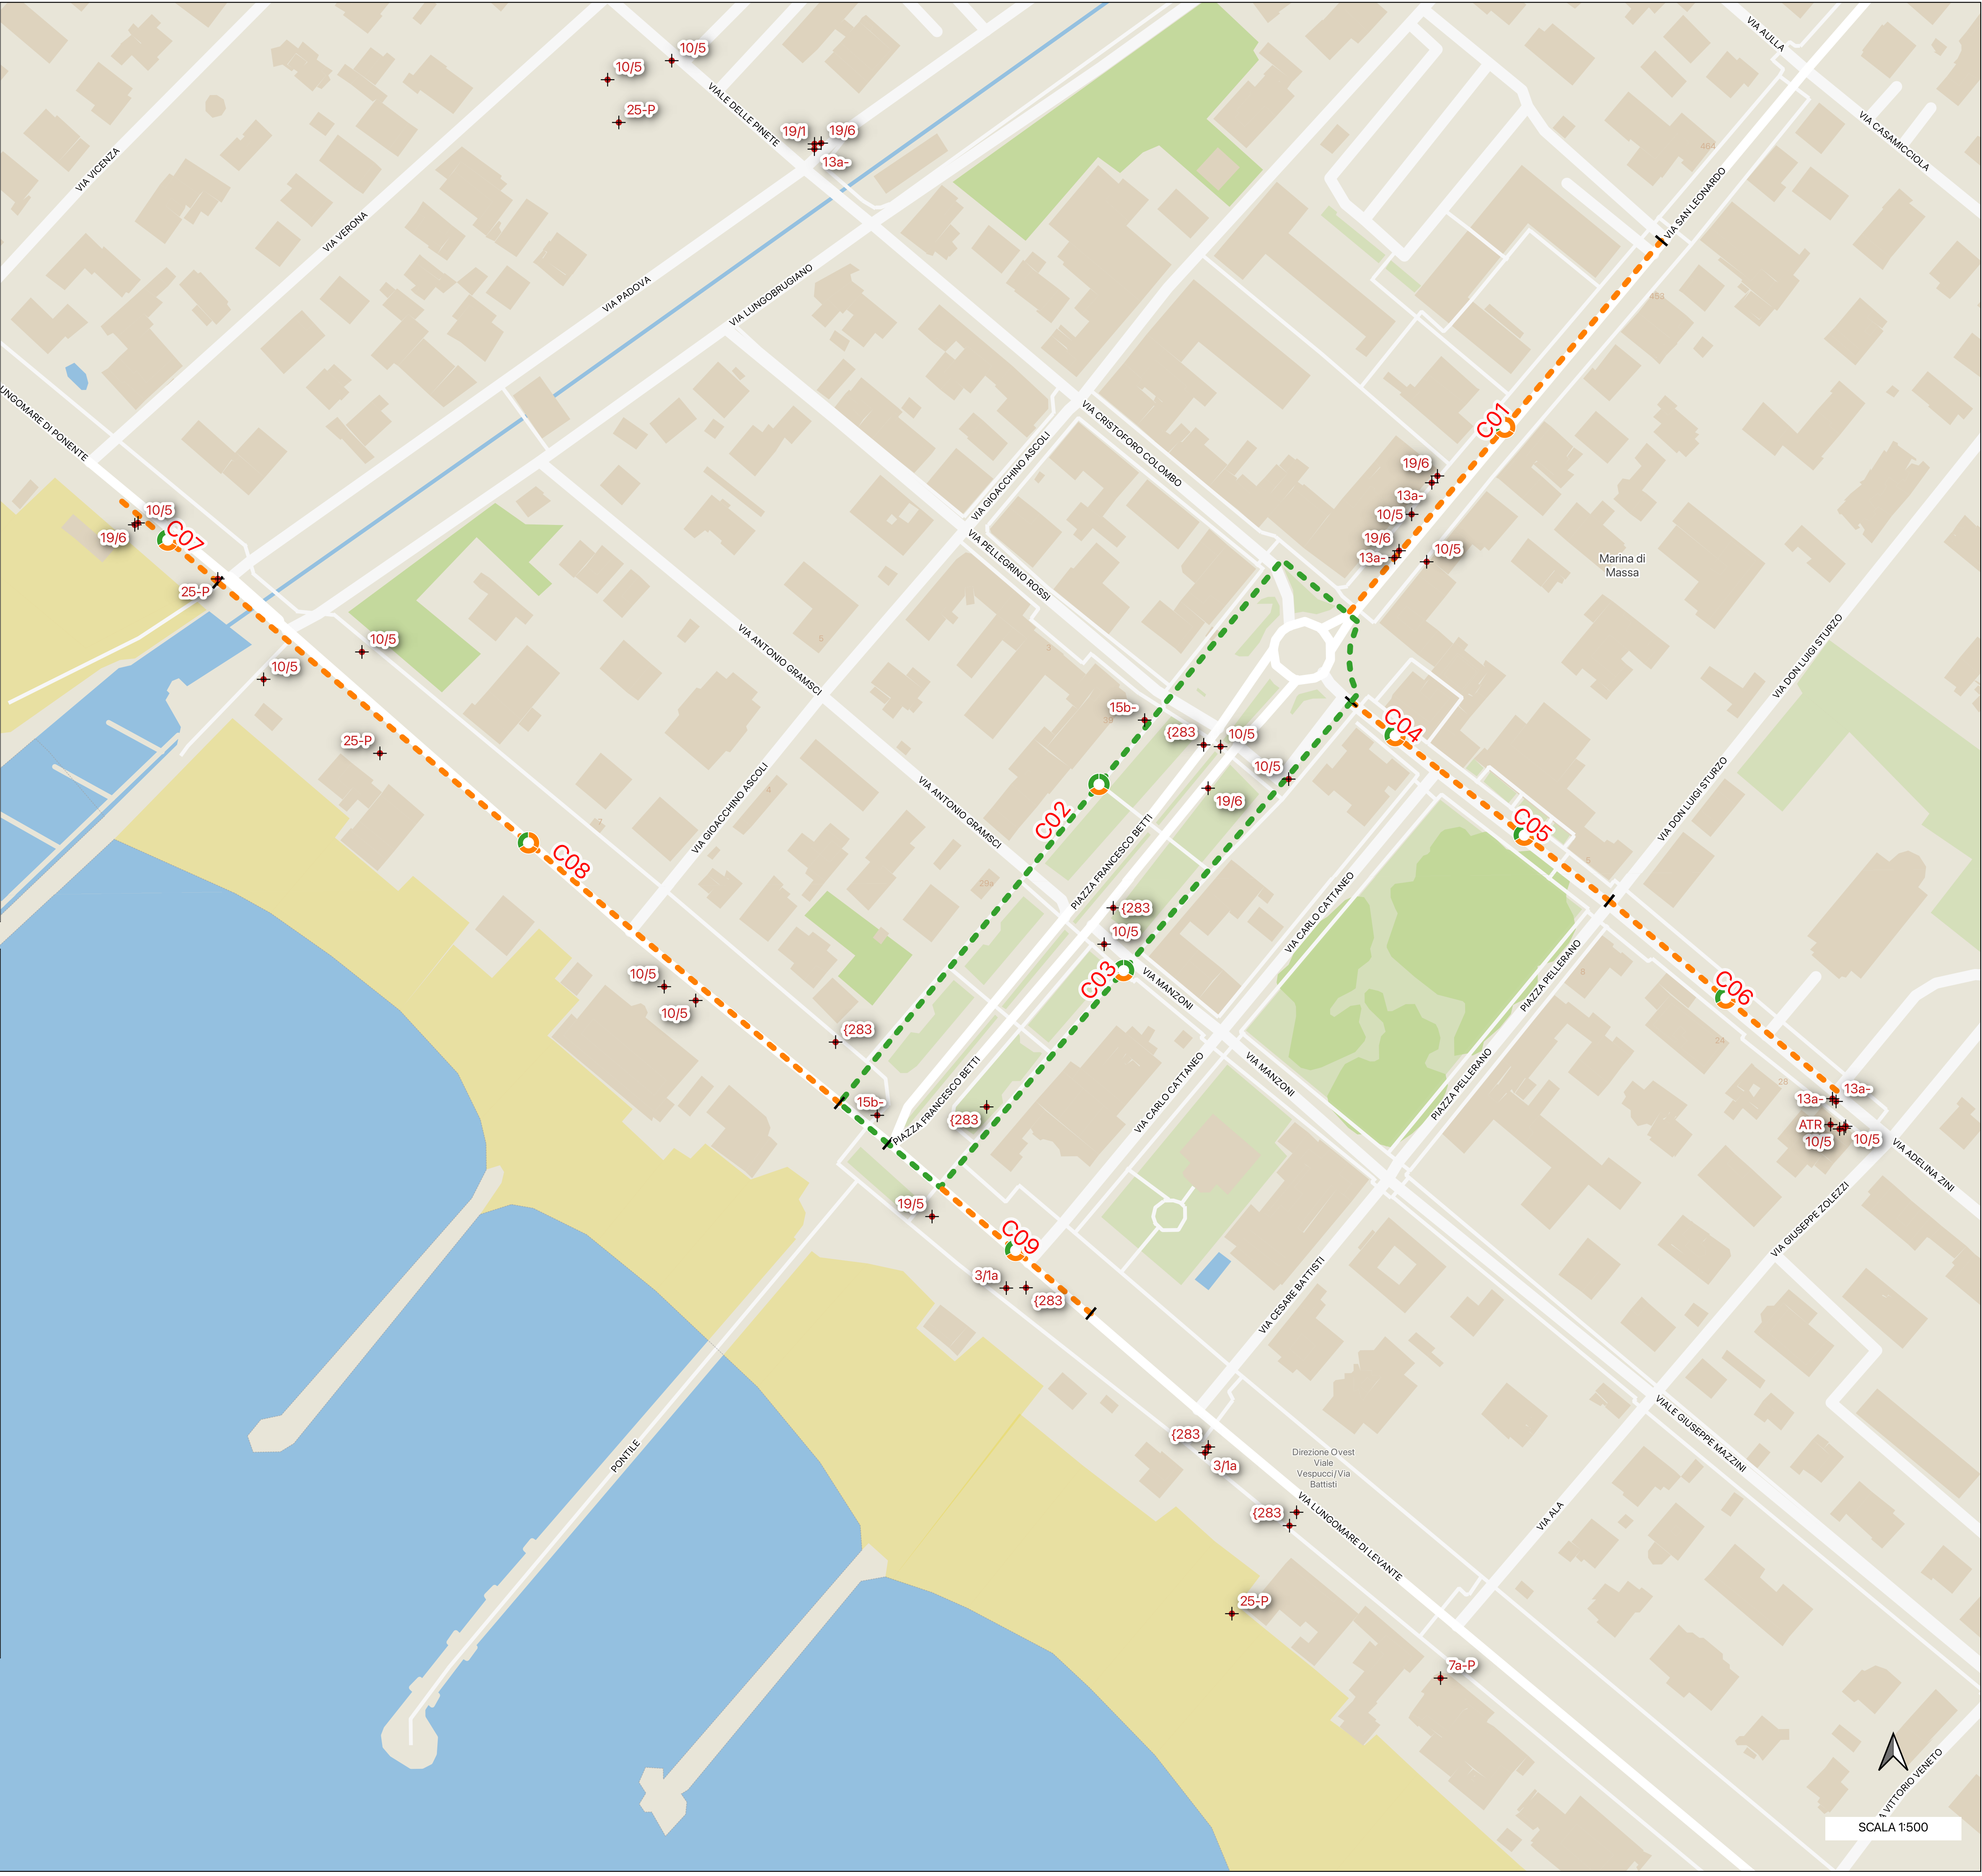 VIA AULLA
10/5
10/5
VIALE DELLE PINETE
25-P
19/1
19/6
13a-
VIA CASAMICCIOLA
464
VIA VICENZA
VIA SAN LEONARDO
VIA VERONA
VIA PADOVA
VIA LUNGOBRUGIANO
463
UNGOMARE DI PONENTE
VIA CRISTOFORO COLOMBO
C01
VIA GIOACCHINO ASCOLI
19/6
13a-
10/5
10/5
19/6
C07
19/6
13a-
10/5
VIA PELLEGRINO ROSSI
Marina di
Massa
25-P
10/5
10/5
VIA ANTONIO GRAMSCI
5
3
VIA DON LUIGI STURZO
15b-
{283
10/5
C04
25-P
10/5
19/6
VIA GIOACCHINO ASCOLI
4
VIA ANTONIO GRAMSCI
C02
PIAZZA FRANCESCO BETTI
VIA DON LUIGI STURZO
C05
C08
29a
{283
10/5
VIA CARLO CATTANEO
C03
VIA MANZONI
PIAZZA PELLERANO
10/5
10/5
C06
{283
VIA MANZONI
24
28
13a-
13a-
15b-
PIAZZA FRANCESCO BETTI
{283
VIA CARLO CATTANEO
PIAZZA PELLERANO
ATR
10/5
10/5
VIA ADELINA ZINI
19/5
C09
VIA GIUSEPPE ZOLEZZI
3/1a
{283
VIA CESARE BATTISTI
PONTILE
{283
3/1a
VIALE GIUSEPPE MAZZINI
Direzione Ovest
Viale
Vespucci/Via
Battisti
{283
VIA LUNGOMARE DI LEVANTE
VIA ALA
25-P
7a-P
A VITTORIO VENETO
SCALA 1:500